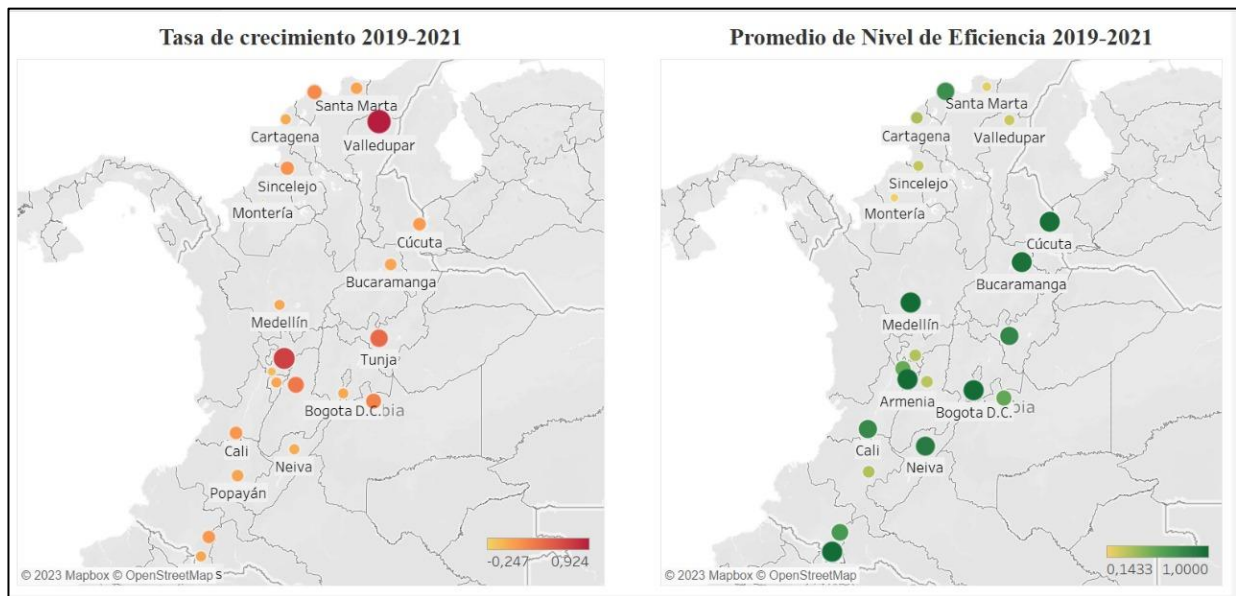 Tasa de crecimiento 2019-2021
Santa Marta
Cartagena
Valledupar
Sincelejo
Montería
Cúcuta
Bucaramanga
Medellín
Tunja
Bogota D.C.bia
Cali
Neiva
Popayán
-0,247 0,924
© 2023 Mapbox © OpenStreetMap s
Promedio de Nivel de Eficiencia 2019-2021
Santa Marta
Cartagena
Valledupar
Sincelejo
Montería
Cúcuta
Bucaramanga
Medellín
Armenia
Bogota D.C.bia
Cali
Neiva
0,1433 1,0000
© 2023 Mapbox © OpenStreetMap